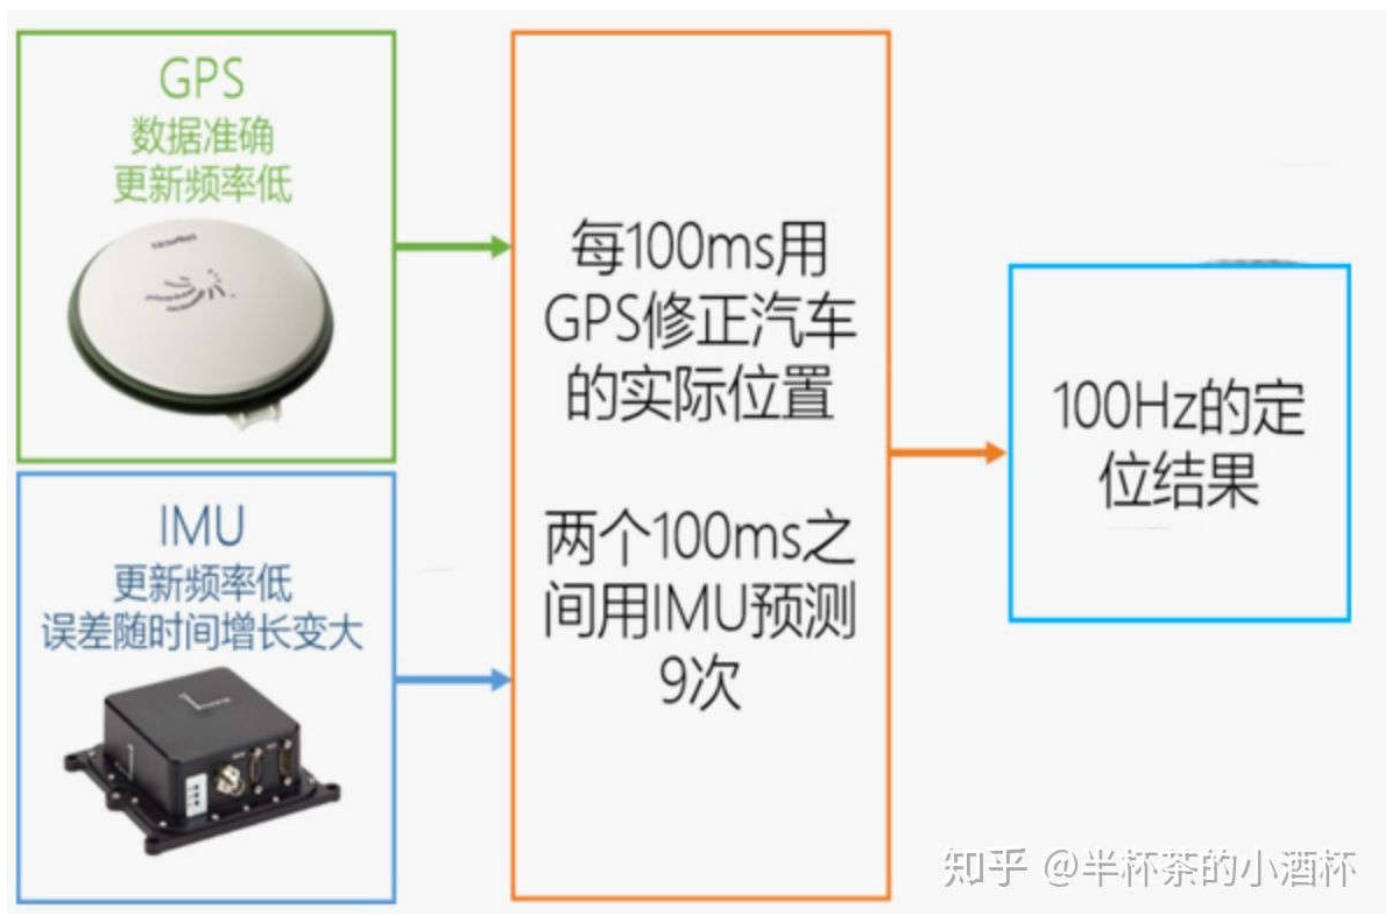 GPS
数据准确
更新频率低
每100ms用
GPS修正汽车
的实际位置
两个100ms之
间用IMU预测
9次
IMU
更新频率低
误差随时间增长变大
100Hz的定
位结果
知乎 @半杯茶的小酒杯